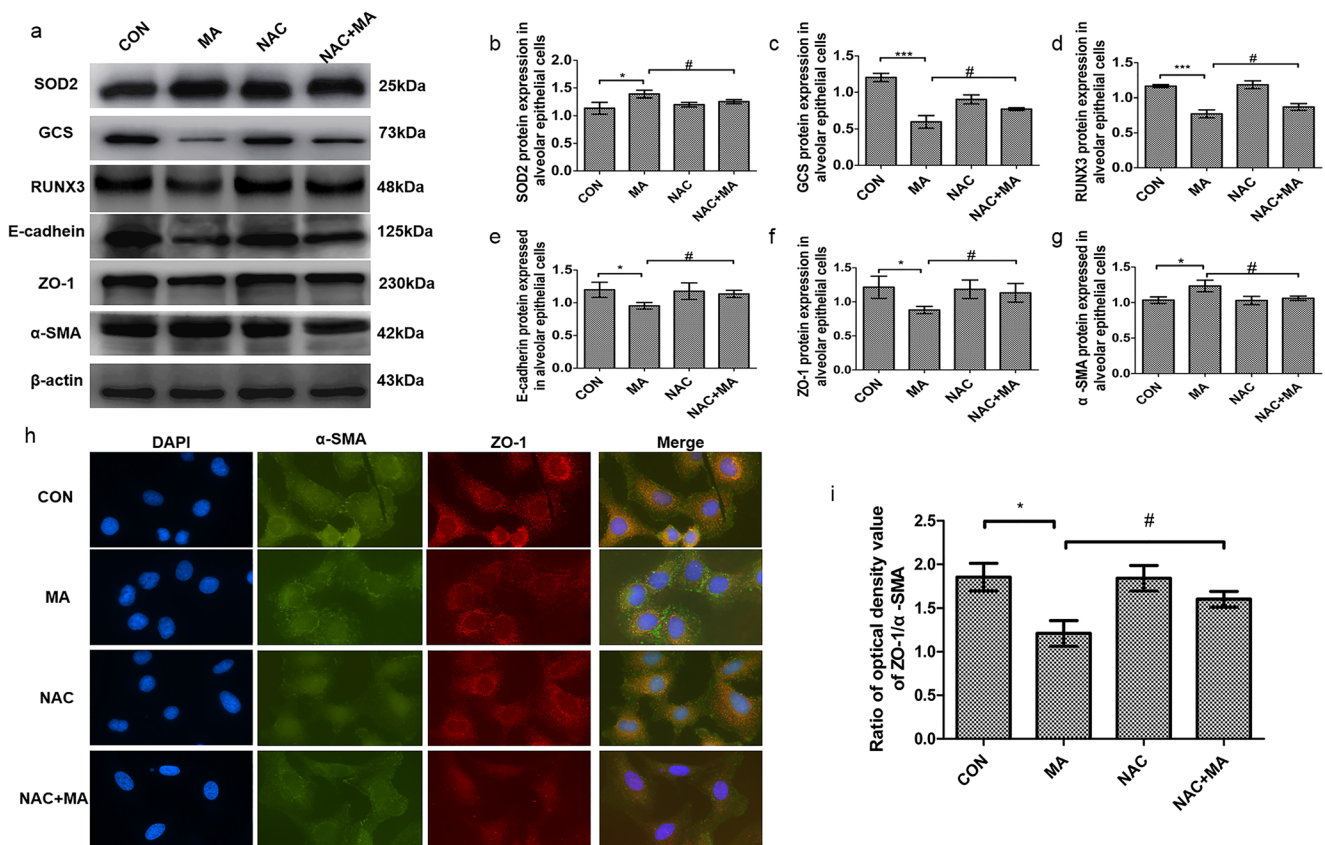 a
CON
MA
NAC
NAC+MA
SOD2
25kDa
GCS
73kDa
RUNX3
48kDa
E-cadhein
125kDa
ZO-1
230kDa
α-SMA
42kDa
β-actin
43kDa
b
SOD2 protein expression in
alveolar epithelial cells
2.0
1.5
1.0
0.5
0.0
*
#
CON
MA
NAC
NAC+MA
c
GCS protein expression in
alveolar epithelial cells
1.5
1.0
0.5
0.0
***
#
CON
MA
NAC
NAC+MA
d
RUNX3 protein expression in
alveolar epithelial cells
1.5
1.0
0.5
0.0
***
#
CON
MA
NAC
NAC+MA
e
E-cadherin protein expressed
in alveolar epithelial cells
1.5
1.0
0.5
0.0
*
#
CON
MA
NAC
NAC+MA
f
ZO-1 protein expressed in
alveolar epithelial cells
1.5
1.0
0.5
0.0
*
#
CON
MA
NAC
NAC+MA
g
α -SMA protein expressed in
alveolar epithelial cells
1.5
1.0
0.5
0.0
*
#
CON
MA
NAC
NAC+MA
h
DAPI
α-SMA
ZO-1
Merge
CON
MA
NAC
NAC+MA
i
Ratio of optical density value
of ZO-1/α -SMA
2.5
2.0
1.5
1.0
0.5
0.0
*
#
CON
MA
NAC
NAC+MA